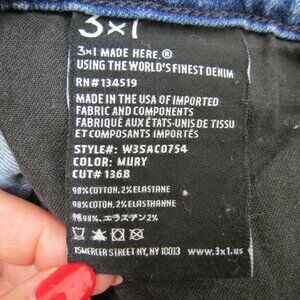 3×1
3×1 MADE HERE.®
USING THE WORLD'S FINEST DENIM
RN#134519
MADE IN THE USA OF IMPORTED
FABRIC AND COMPONENTS
FABRIQUÉ AUX ÉTATS-UNIS DE TISSU
ET COMPOSANTS IMPORTÉS
STYLE#: W3SAC0754
COLOR: MURY
CUT# 1368
98% COTTON, 2% ELASTANE
98% COTON, 2% ELASTHANNE
綿98%、エラスチン2%
15MERCER STREET NY, NY 10013 www.3x1.us